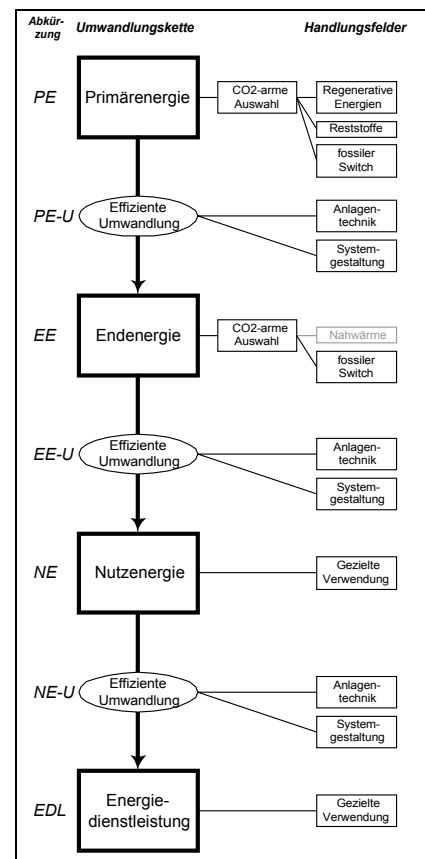 Abkür-
zung
Umwandlungskette
Handlungsfelder
PE
Primärenergie
CO2-arme
Auswahl
Regenerative
Energien
Reststoffe
fossiler
Switch
PE-U
Effiziente
Umwandlung
Anlagen-
technik
System-
gestaltung
EE
Endenergie
CO2-arme
Auswahl
Nahwärme
fossiler
Switch
EE-U
Effiziente
Umwandlung
Anlagen-
technik
System-
gestaltung
NE
Nutzenergie
Gezielte
Verwendung
NE-U
Effiziente
Umwandlung
Anlagen-
technik
System-
gestaltung
EDL
Energie-
dienstleistung
Gezielte
Verwendung